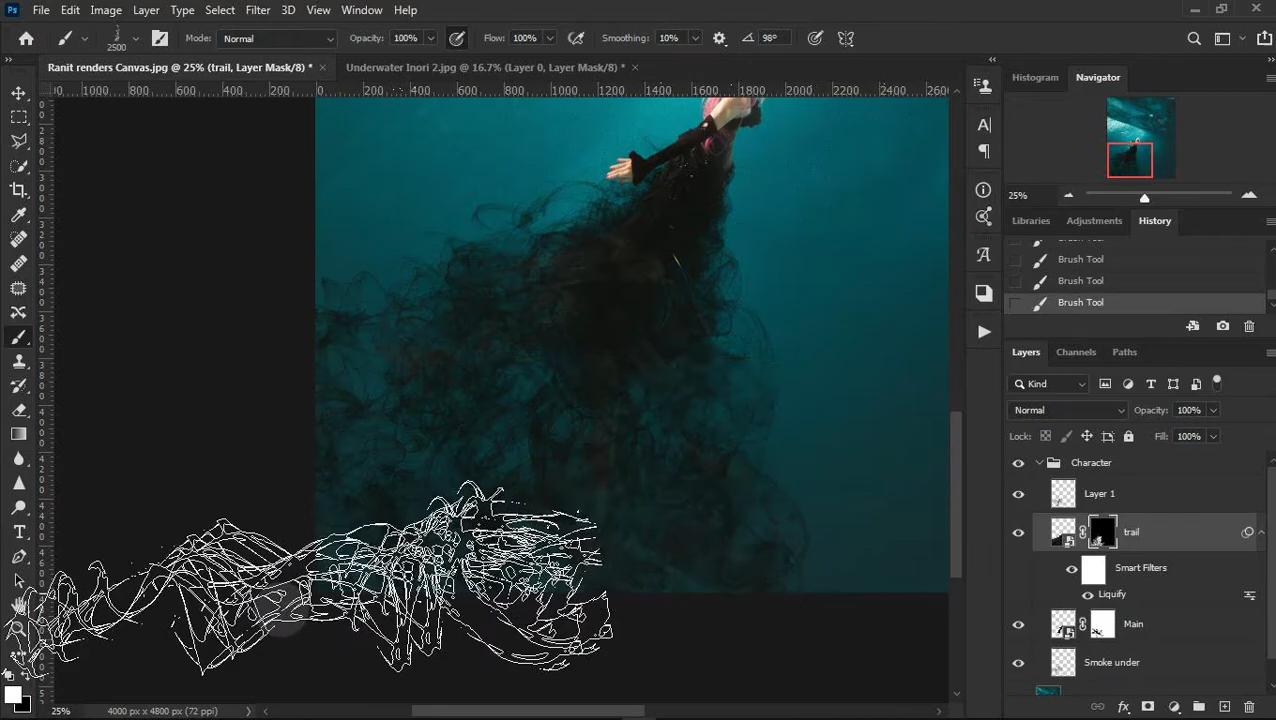 Ps File Edit Image Layer Type Select Filter 3D View Window Help
2500 Mode: Normal Opacity: 100% Flow: 100% Smoothing: 10% 98°
Ranit renders Canvas.jpg @ 25% (trail, Layer Mask/8) * × Underwater Inori 2.jpg @ 16.7% (Layer 0, Layer Mask/8) * ×
1000 800 600 400 200 0 200 400 600 800 1000 1200 1400 1600 1800 2000 2200 2400 2600
Histogram Navigator
25%
Libraries Adjustments History
Brush Tool
Brush Tool
Brush Tool
Layers Channels Paths
Kind
Normal Opacity: 100%
Lock: Fill: 100%
Character
Layer 1
trail
Smart Filters
Liquify
Main
Smoke under
25% 4000 px x 4800 px (72 ppi)